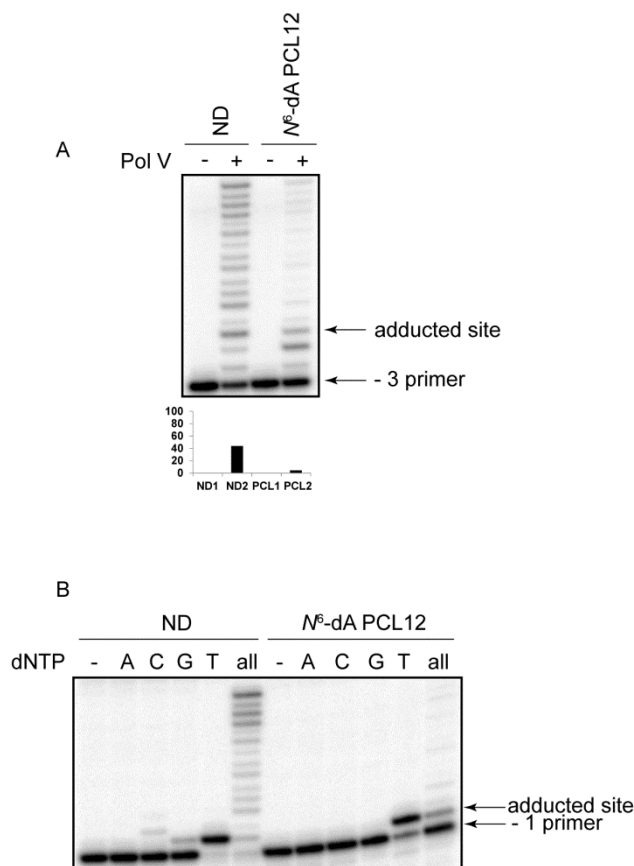 A
ND
N⁶-dA PCL12
Pol V - + - +
adducted site
- 3 primer
100
80
60
40
20
0
ND1 ND2 PCL1 PCL2
B
ND N⁶-dA PCL12
dNTP - A C G T all - A C G T all
adducted site
- 1 primer